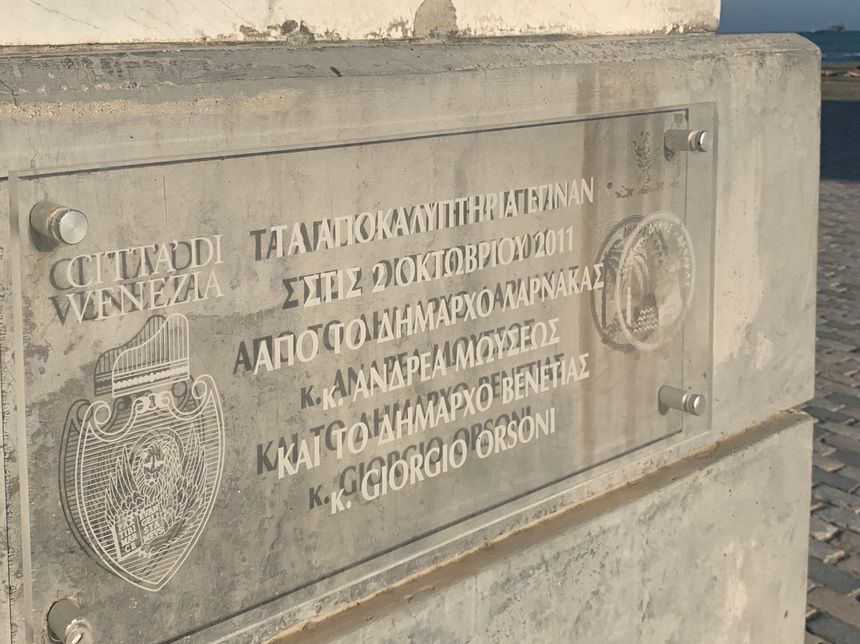 CITTÀ DI
VENEZIA
ΤΑ ΑΠΟΚΑΛΥΠΤΗΡΙΑ ΕΓΙΝΑΝ
ΣΤΙΣ 2 ΟΚΤΩΒΡΙΟΥ 2011
ΑΠΟ ΤΟ ΔΗΜΑΡΧΟ ΛΑΡΝΑΚΑΣ
κ. ΑΝΔΡΕΑ ΜΩΥΣΕΩΣ
ΚΑΙ ΤΟ ΔΗΜΑΡΧΟ ΒΕΝΕΤΙΑΣ
κ. GIORGIO ORSONI